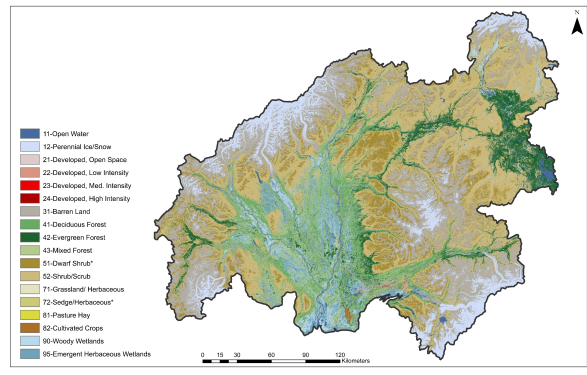 N
11-Open Water
12-Perennial Ice/Snow
21-Developed, Open Space
22-Developed, Low Intensity
23-Developed, Med. Intensity
24-Developed, High Intensity
31-Barren Land
41-Deciduous Forest
42-Evergreen Forest
43-Mixed Forest
51-Dwarf Shrub*
52-Shrub/Scrub
71-Grassland/ Herbaceous
72-Sedge/Herbaceous*
81-Pasture Hay
82-Cultivated Crops
90-Woody Wetlands
95-Emergent Herbaceous Wetlands
0 15 30 60 90 120
Kilometers